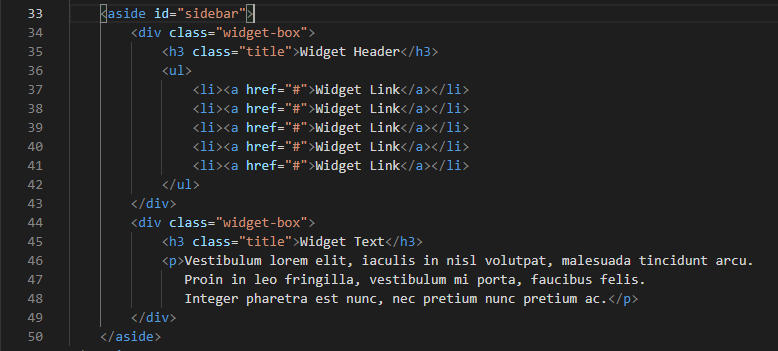 33 <aside id="sidebar">
34 <div class="widget-box">
35 <h3 class="title">Widget Header</h3>
36 <ul>
37 <li><a href="#">Widget Link</a></li>
38 <li><a href="#">Widget Link</a></li>
39 <li><a href="#">Widget Link</a></li>
40 <li><a href="#">Widget Link</a></li>
41 <li><a href="#">Widget Link</a></li>
42 </ul>
43 </div>
44 <div class="widget-box">
45 <h3 class="title">Widget Text</h3>
46 <p>Vestibulum lorem elit, iaculis in nisl volutpat, malesuada tincidunt arcu.
47 Proin in leo fringilla, vestibulum mi porta, faucibus felis.
48 Integer pharetra est nunc, nec pretium nunc pretium ac.</p>
49 </div>
50 </aside>